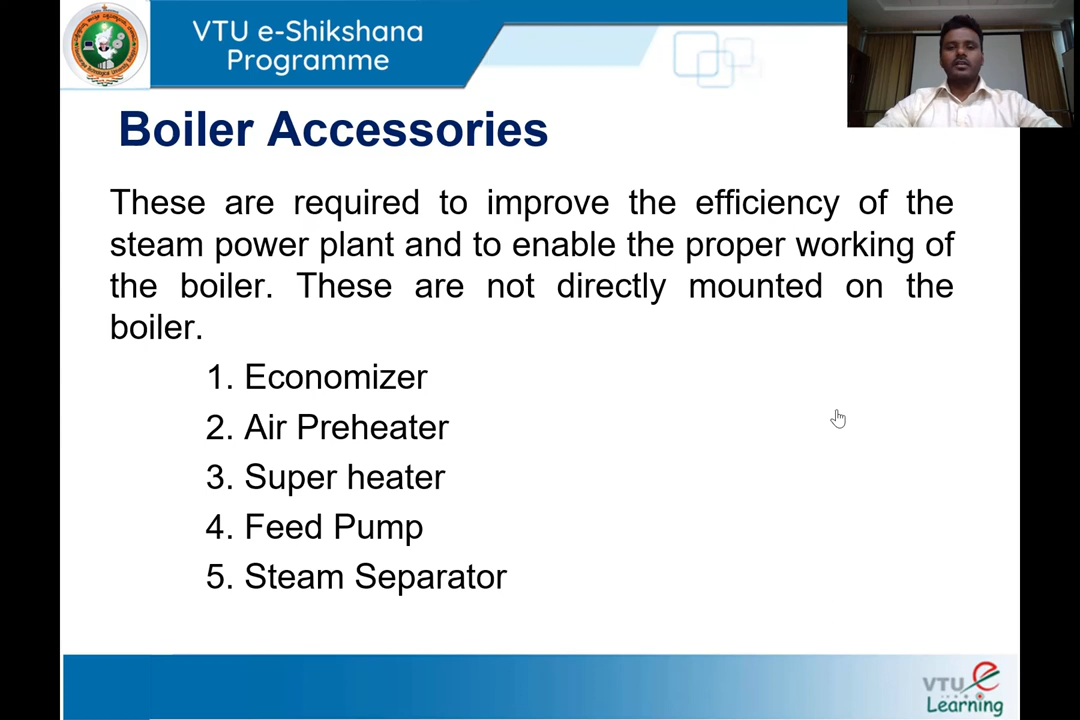 VTU e-Shikshana
Programme
Boiler Accessories
These are required to improve the efficiency of the
steam power plant and to enable the proper working of
the boiler. These are not directly mounted on the
boiler.
1. Economizer
2. Air Preheater
3. Super heater
4. Feed Pump
5. Steam Separator
VTU e
Learning